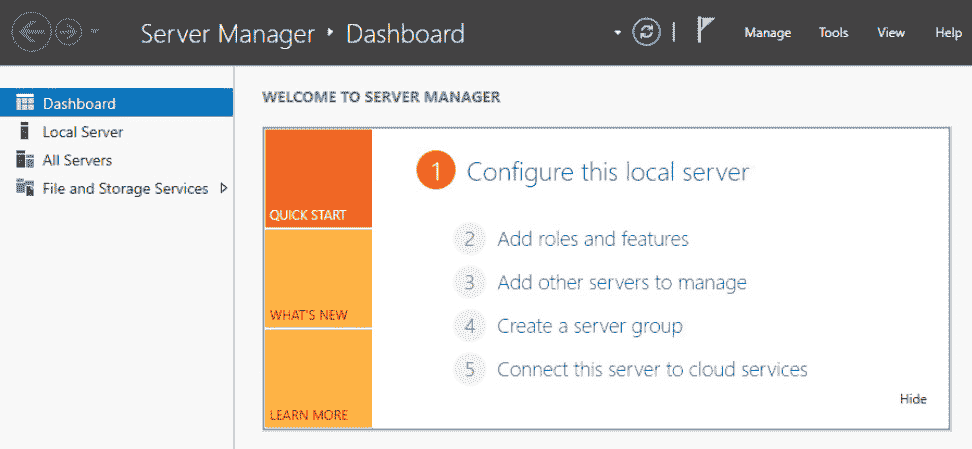 Server Manager • Dashboard
Manage Tools View Help
Dashboard
Local Server
All Servers
File and Storage Services
WELCOME TO SERVER MANAGER
QUICK START
WHAT'S NEW
LEARN MORE
1 Configure this local server
2 Add roles and features
3 Add other servers to manage
4 Create a server group
5 Connect this server to cloud services
Hide